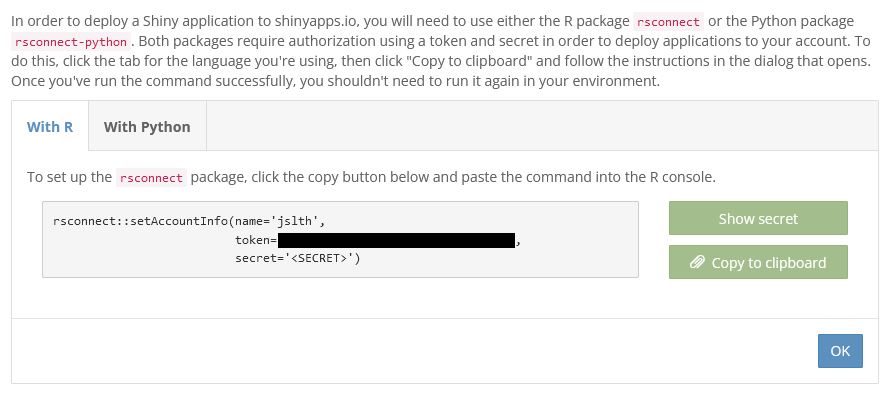 In order to deploy a Shiny application to shinyapps.io, you will need to use either the R package rsconnect or the Python package
rsconnect-python . Both packages require authorization using a token and secret in order to deploy applications to your account. To
do this, click the tab for the language you're using, then click "Copy to clipboard" and follow the instructions in the dialog that opens.
Once you've run the command successfully, you shouldn't need to run it again in your environment.
With R
With Python
To set up the rsconnect package, click the copy button below and paste the command into the R console.
rsconnect::setAccountInfo(name='jslth',
token= ,
secret='<SECRET>')
Show secret
Copy to clipboard
OK